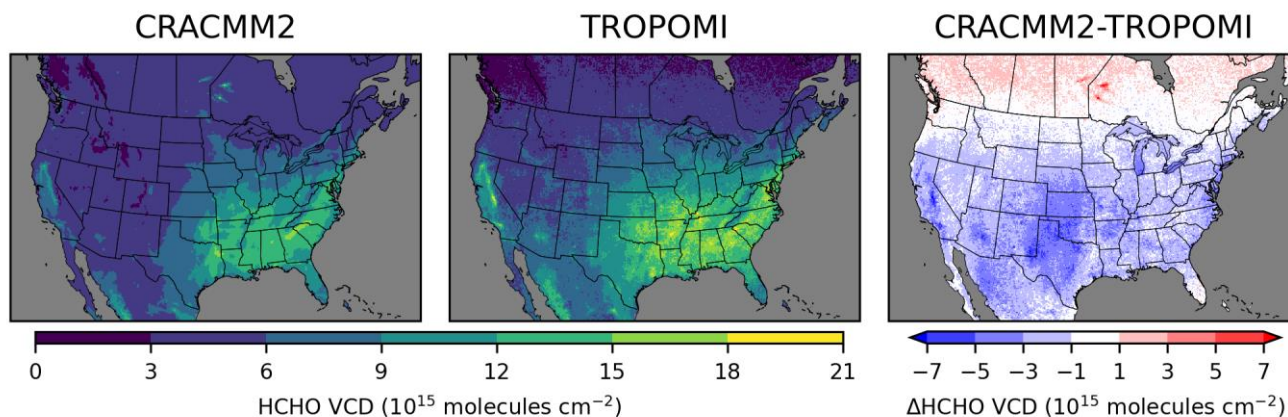 CRACMM2
TROPOMI
CRACMM2-TROPOMI
0 3 6 9 12 15 18 21
HCHO VCD (10¹⁵ molecules cm⁻²)
−7 −5 −3 −1 1 3 5 7
ΔHCHO VCD (10¹⁵ molecules cm⁻²)